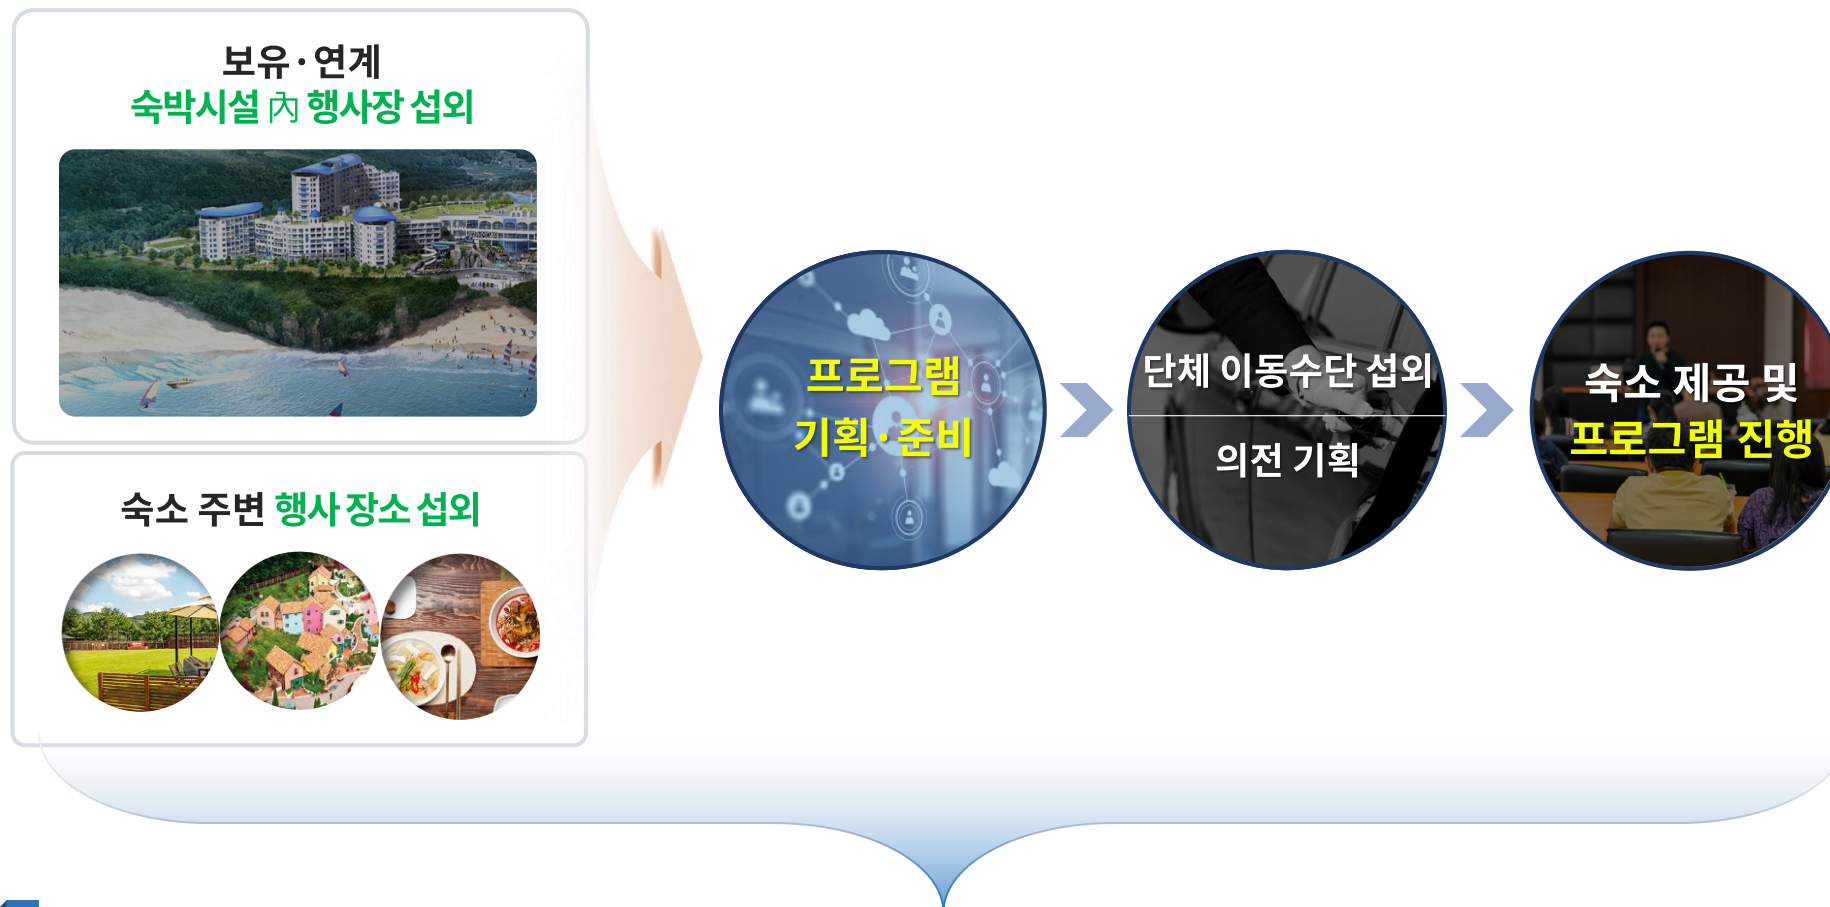 보유·연계
숙박시설 內 행사장 섭외
숙소 주변 행사 장소 섭외
프로그램
기획·준비
단체 이동수단 섭외
의전 기획
숙소 제공 및
프로그램 진행